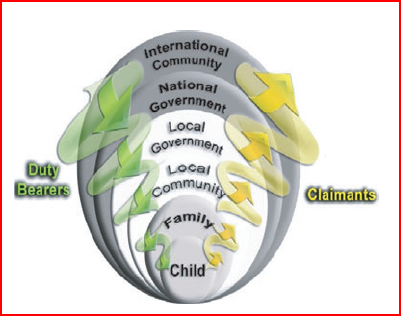 International
Community
National
Government
Local
Government
Local
Community
Family
Child
Duty
Bearers
Claimants